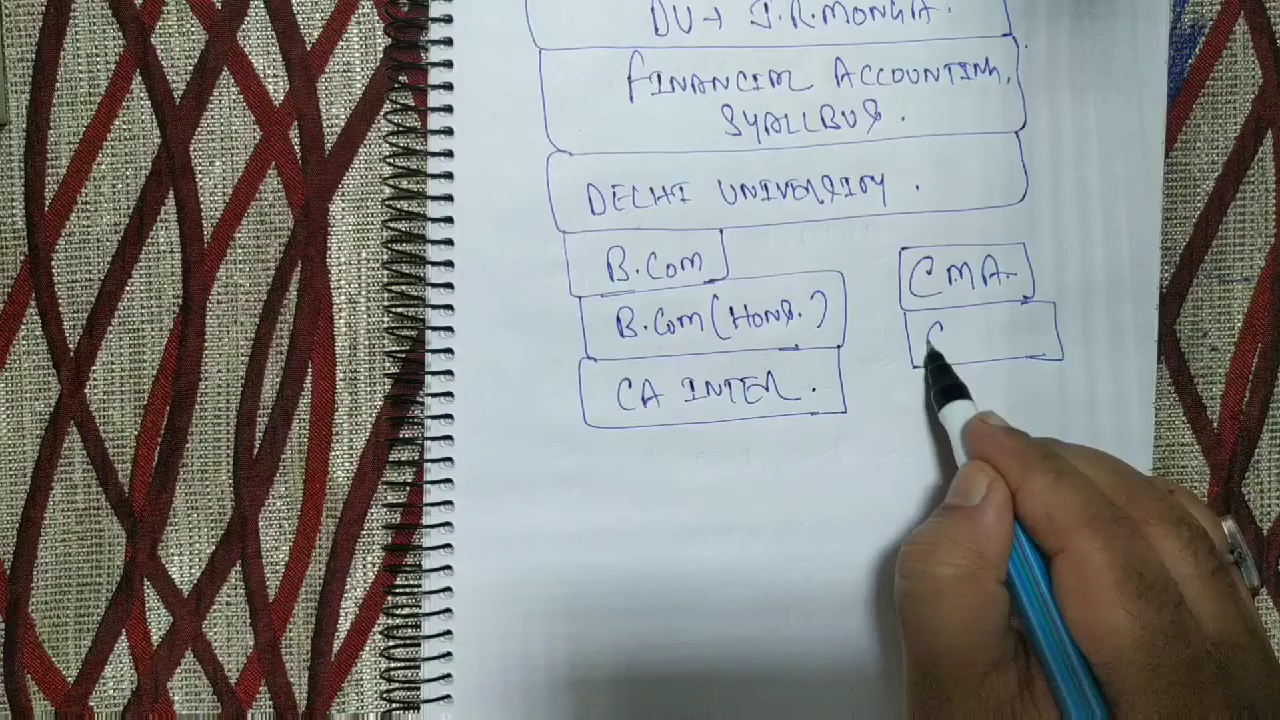 DU → J.R.MONGA.
FINANCIAL ACCOUNTING.
SYALLBUS.
DELHI UNIVERSITY.
B.Com
B.Com (Hons.)
CA INTER.
CMA.
C